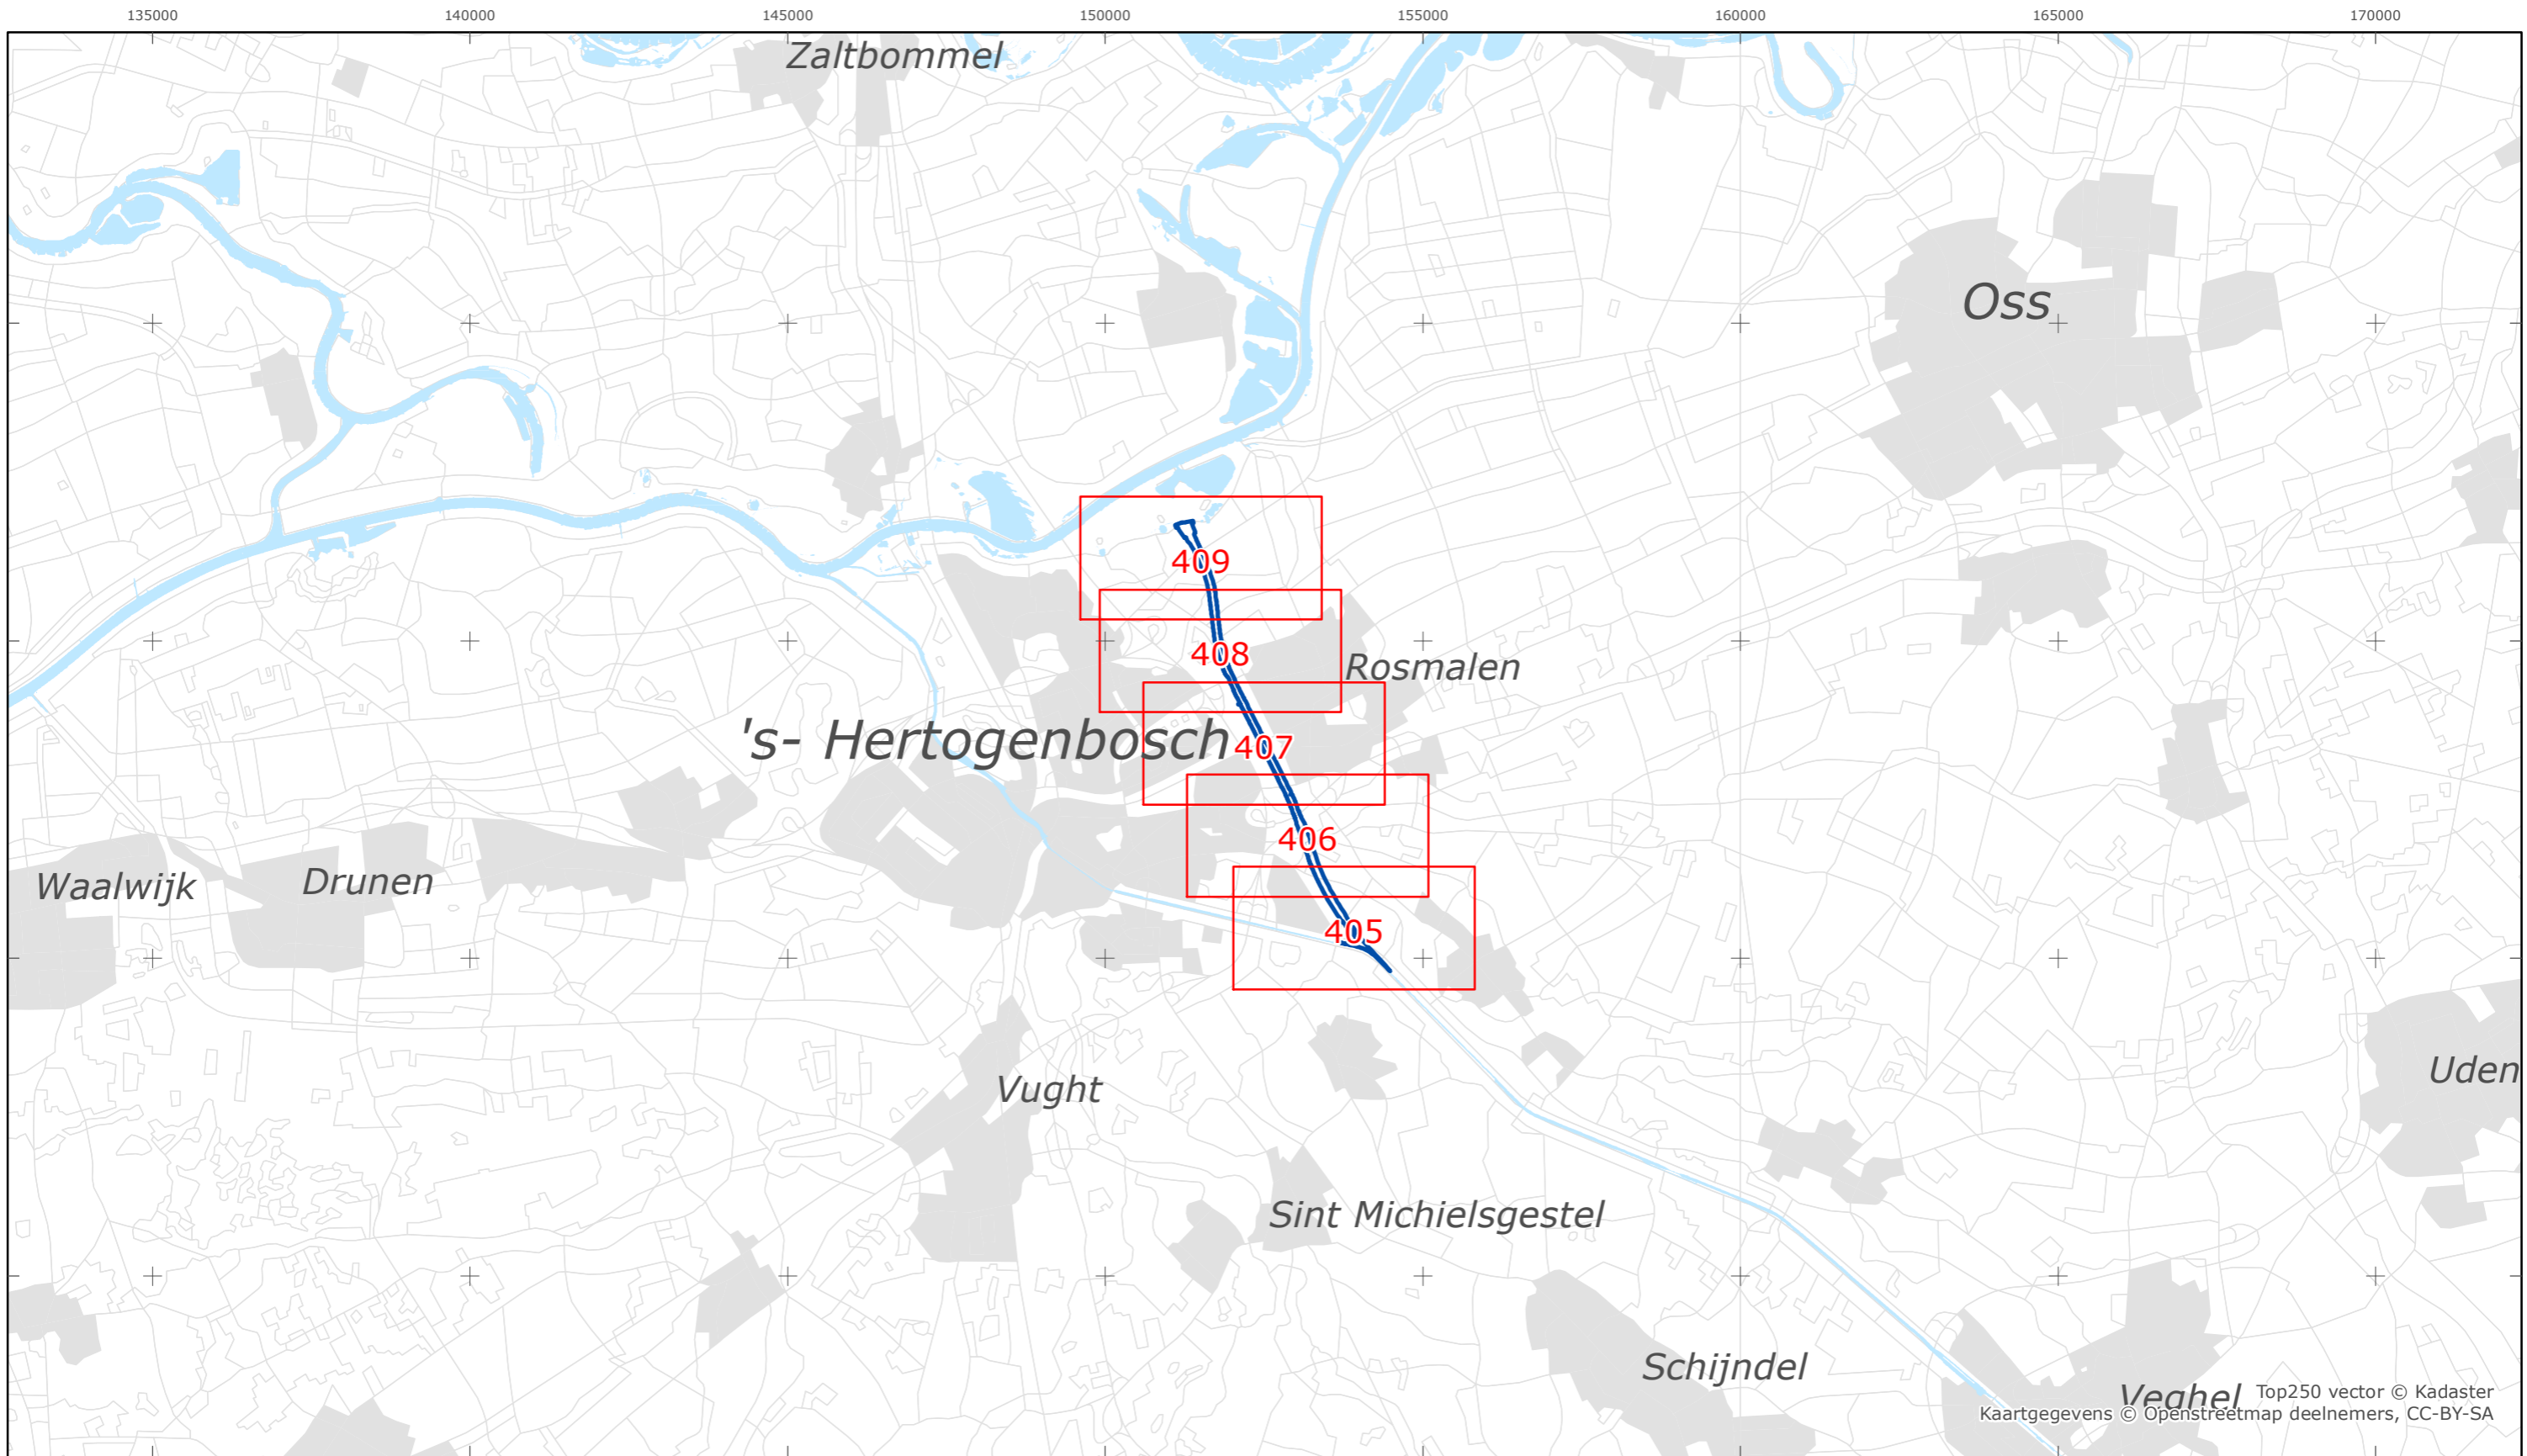 135000 140000 145000 150000 155000 160000 165000 170000
Zaltbommel
Oss
409
408
Rosmalen
's- Hertogenbosch
407
406
Waalwijk
Drunen
405
Uden
Vught
Sint Michielsgestel
Schijndel
Veghel
Top250 vector © Kadaster
Kaartgegevens © Openstreetmap deelnemers, CC-BY-SA